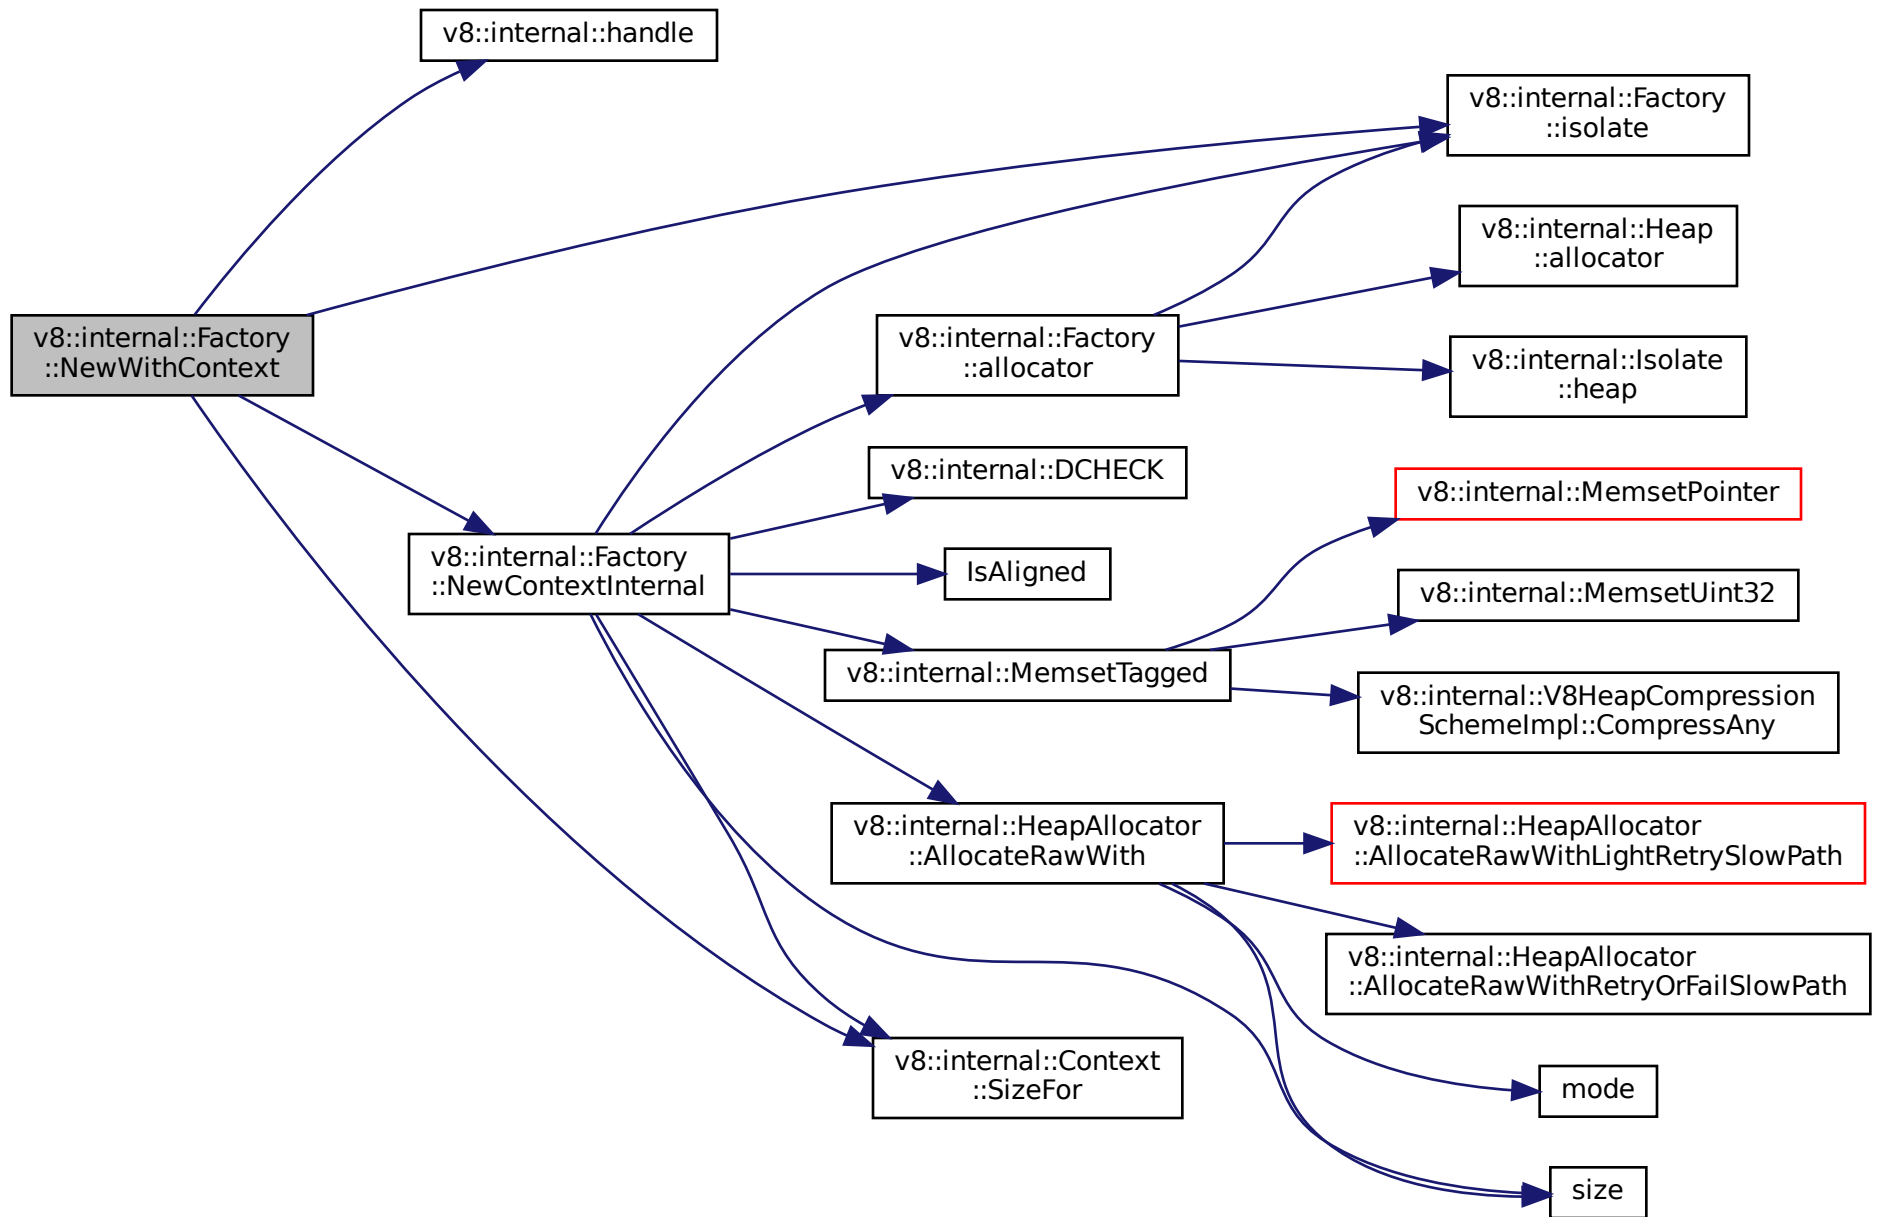 v8::internal::handle
v8::internal::Factory
::isolate
v8::internal::Heap
::allocator
v8::internal::Factory
::NewWithContext
v8::internal::Factory
::allocator
v8::internal::Isolate
::heap
v8::internal::DCHECK
v8::internal::MemsetPointer
v8::internal::Factory
::NewContextInternal
IsAligned
v8::internal::MemsetUint32
v8::internal::MemsetTagged
v8::internal::V8HeapCompression
SchemeImpl::CompressAny
v8::internal::HeapAllocator
::AllocateRawWith
v8::internal::HeapAllocator
::AllocateRawWithLightRetrySlowPath
v8::internal::HeapAllocator
::AllocateRawWithRetryOrFailSlowPath
v8::internal::Context
::SizeFor
mode
size